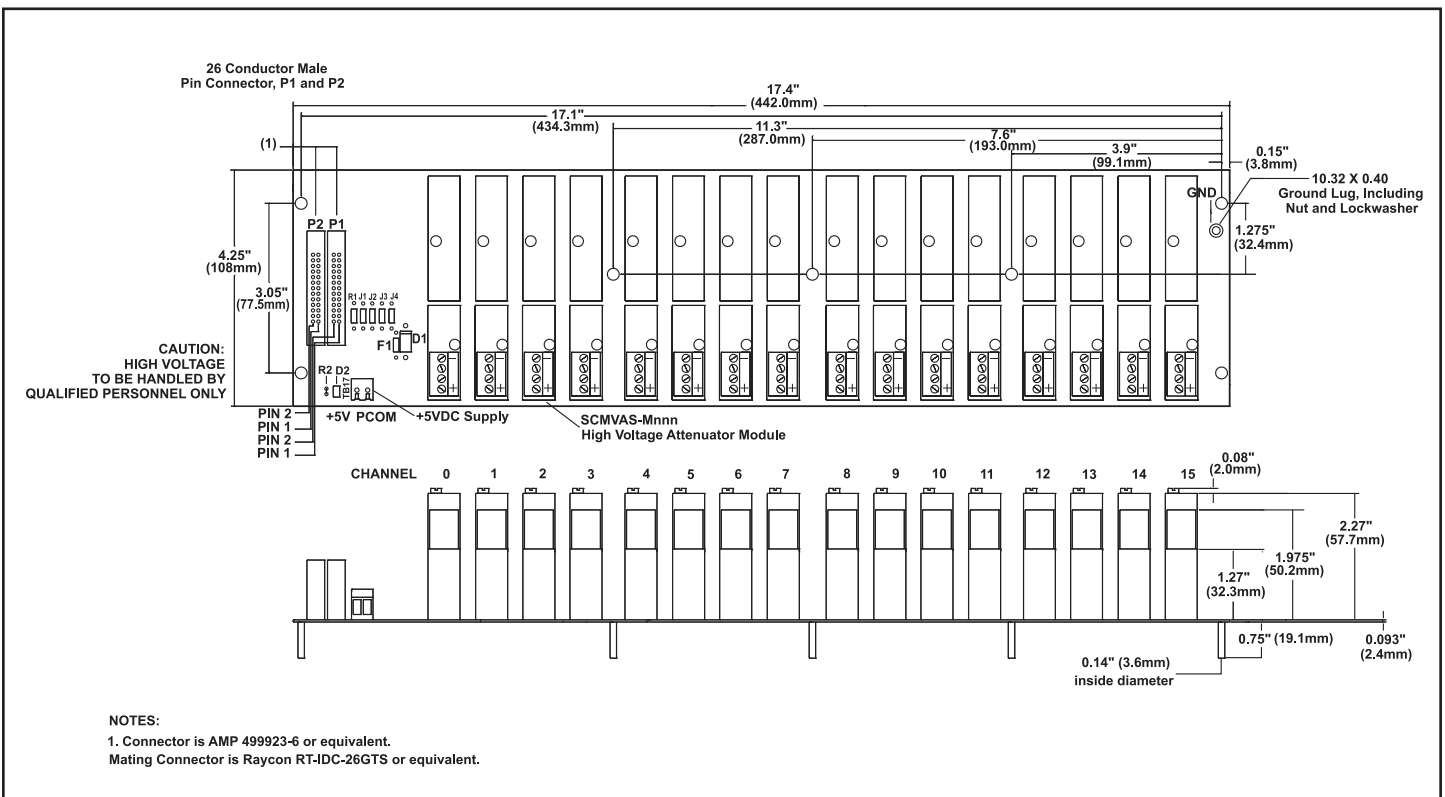 26 Conductor Male
Pin Connector, P1 and P2
17.4"
(442.0mm)
17.1"
(434.3mm)
11.3"
(287.0mm)
7.6"
(193.0mm)
3.9"
(99.1mm)
0.15"
(3.8mm)
(1)
10.32 X 0.40
Ground Lug, Including
Nut and Lockwasher
GND
1.275"
(32.4mm)
P2 P1
4.25"
(108mm)
3.05"
(77.5mm)
R1 J1 J2 J3 J4
F1
D1
CAUTION:
HIGH VOLTAGE
TO BE HANDLED BY
QUALIFIED PERSONNEL ONLY
R2 D2
TB17
+5V PCOM
+5VDC Supply
PIN 2
PIN 1
PIN 2
PIN 1
– – – – – – – – – – – – – – – –
+ + + + + + + + + + + + + + + +
SCMVAS-Mnnn
High Voltage Attenuator Module
CHANNEL 0 1 2 3 4 5 6 7 8 9 10 11 12 13 14 15
0.08"
(2.0mm)
2.27"
(57.7mm)
1.975"
(50.2mm)
1.27"
(32.3mm)
0.75" (19.1mm)
0.093"
(2.4mm)
0.14" (3.6mm)
inside diameter
NOTES:
1. Connector is AMP 499923-6 or equivalent.
Mating Connector is Raycon RT-IDC-26GTS or equivalent.